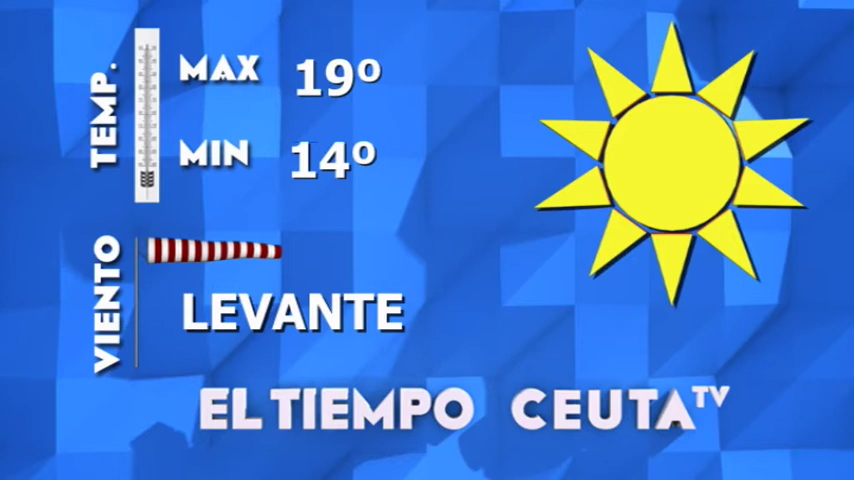 TEMP.
MAX 19º
MIN 14º
VIENTO
LEVANTE
EL TIEMPO CEUTA TV